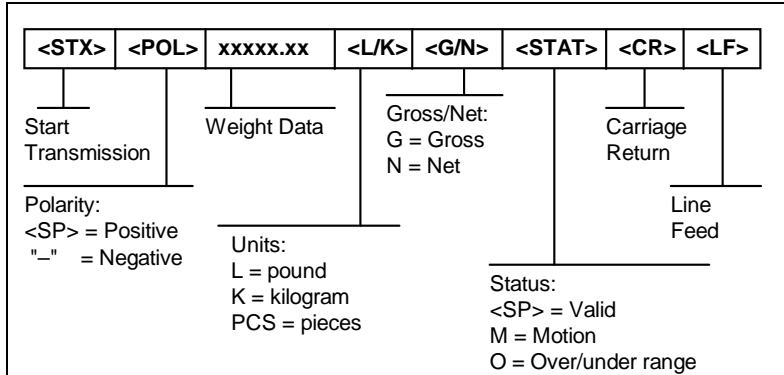 <STX> <POL> xxxxx.xx <L/K> <G/N> <STAT> <CR> <LF>
Start
Transmission
Weight Data
Gross/Net:
G = Gross
N = Net
Carriage
Return
Polarity:
<SP> = Positive
"–" = Negative
Units:
L = pound
K = kilogram
PCS = pieces
Line
Feed
Status:
<SP> = Valid
M = Motion
O = Over/under range